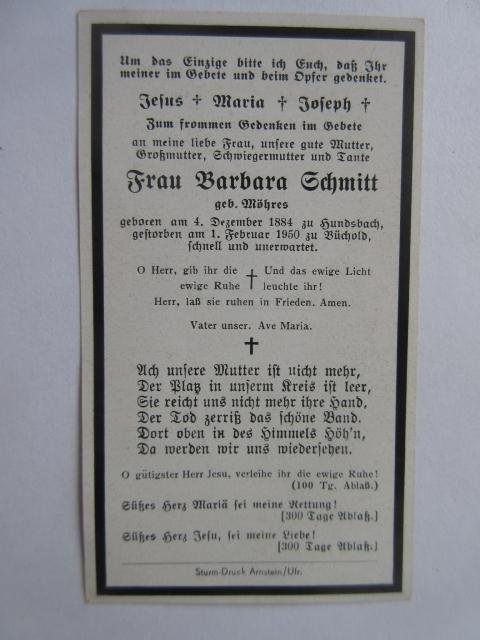 Um das Einzige bitte ich Euch, daß Ihr
meiner im Gebete und beim Opfer gedenket.
Jesus † Maria † Joseph †
Zum frommen Gedenken im Gebete
an meine liebe Frau, unsere gute Mutter,
Großmutter, Schwiegermutter und Tante
Frau Barbara Schmitt
geb. Möhres
geboren am 4. Dezember 1884 zu Hundsbach,
gestorben am 1. Februar 1950 zu Büchold,
schnell und unerwartet.
O Herr, gib ihr die † Und das ewige Licht
ewige Ruhe leuchte ihr!
Herr, laß sie ruhen in Frieden. Amen.
Vater unser. Ave Maria.
†
Ach unsere Mutter ist nicht mehr,
Der Platz in unserm Kreis ist leer,
Sie reicht uns nicht mehr ihre Hand,
Der Tod zerriß das schöne Band.
Dort oben in des Himmels Höh'n,
Da werden wir uns wiedersehen.
O gütigster Herr Jesu, verleihe ihr die ewige Ruhe!
(100 Tg. Ablaß.)
Süßes Herz Mariä sei meine Rettung!
[300 Tage Ablaß.]
Süßes Herz Jesu, sei meine Liebe!
[300 Tage Ablaß.]
Sturm-Druck Arnstein/Ufr.